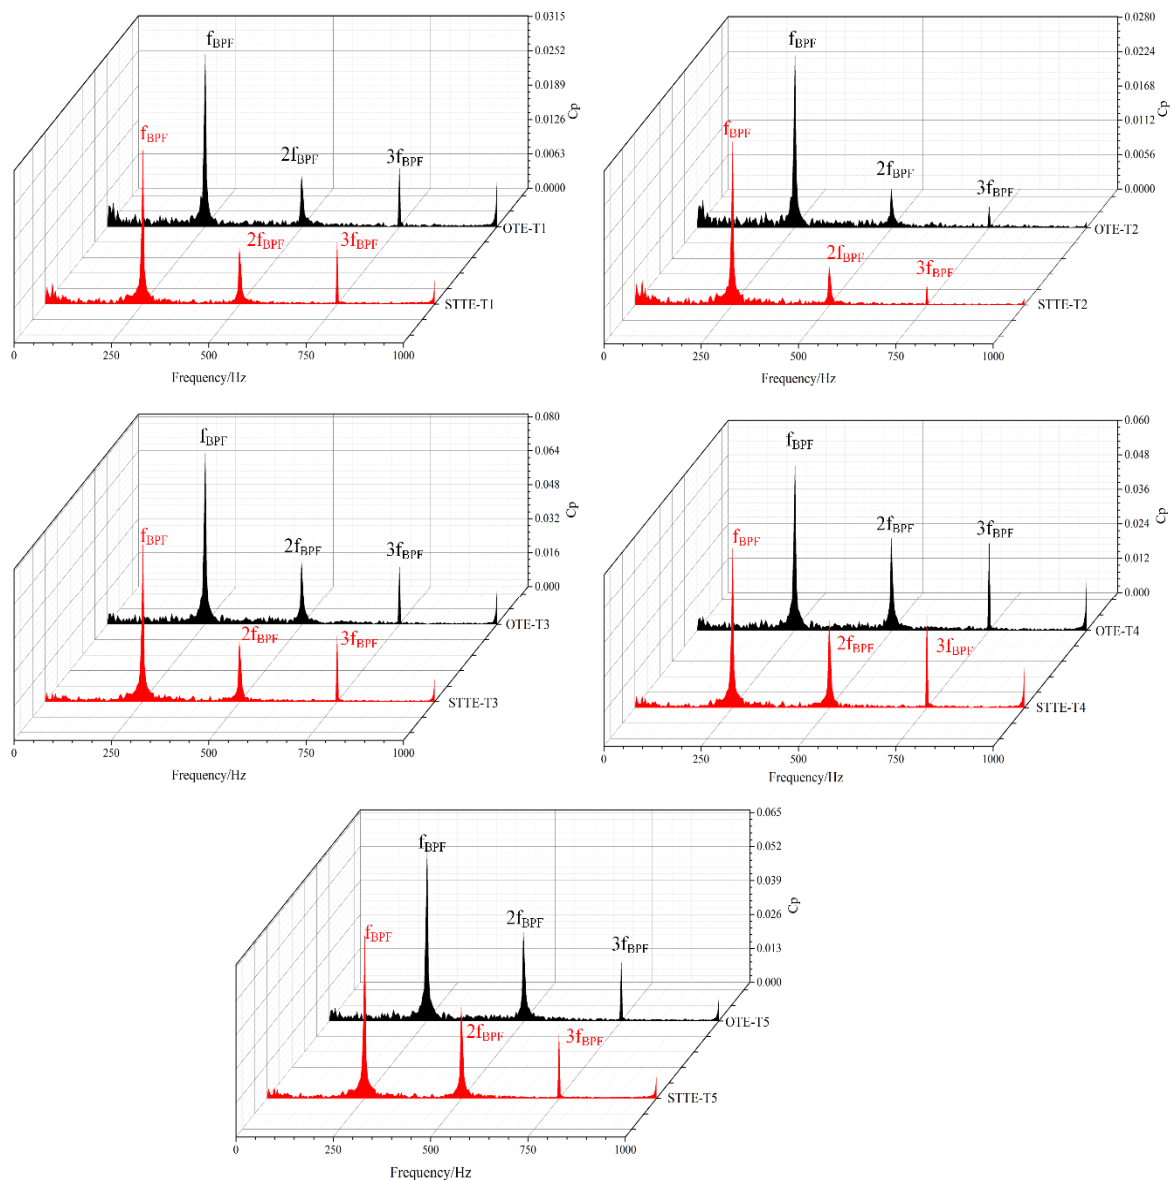 0.0315
0.0252
0.0189
0.0126
0.0063
0.0000
Cp
fBPF
2fBPF
3fBPF
OTE-T1
fBPF
2fBPF
3fBPF
STTE-T1
0 250 500 750 1000
Frequency/Hz
0.0280
0.0224
0.0168
0.0112
0.0056
0.0000
Cp
fBPF
2fBPF
3fBPF
OTE-T2
fBPF
2fBPF
3fBPF
STTE-T2
0 250 500 750 1000
Frequency/Hz
0.080
0.064
0.048
0.032
0.016
0.000
Cp
fBPF
2fBPF
3fBPF
OTE-T3
fBPF
2fBPF
3fBPF
STTE-T3
0 250 500 750 1000
Frequency/Hz
0.060
0.048
0.036
0.024
0.012
0.000
Cp
fBPF
2fBPF
3fBPF
OTE-T4
fBPF
2fBPF
3fBPF
STTE-T4
0 250 500 750 1000
Frequency/Hz
0.065
0.052
0.039
0.026
0.013
0.000
Cp
fBPF
2fBPF
3fBPF
OTE-T5
fBPF
2fBPF
3fBPF
STTE-T5
0 250 500 750 1000
Frequency/Hz